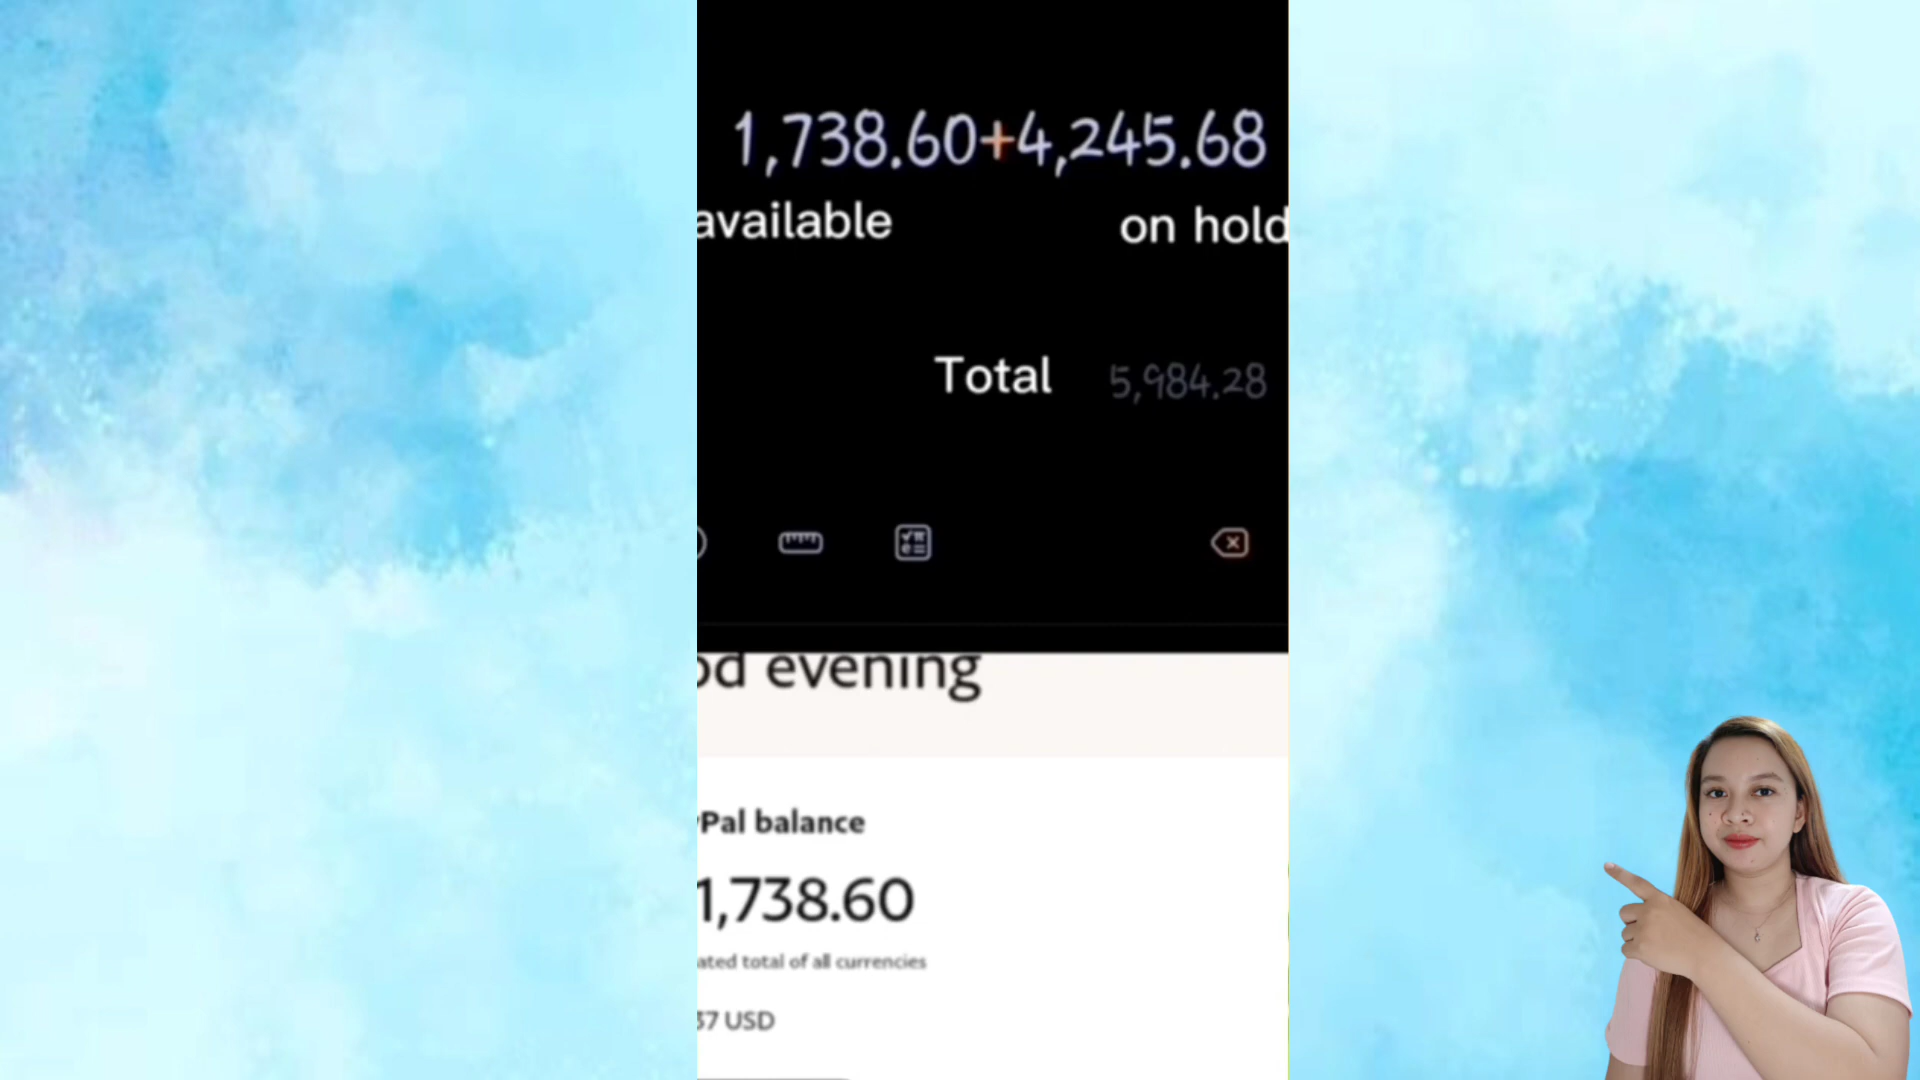 1,738.60+4,245.68
available on hold
Total 5,984.28
od evening
Pal balance
1,738.60
ated total of all currencies
37 USD